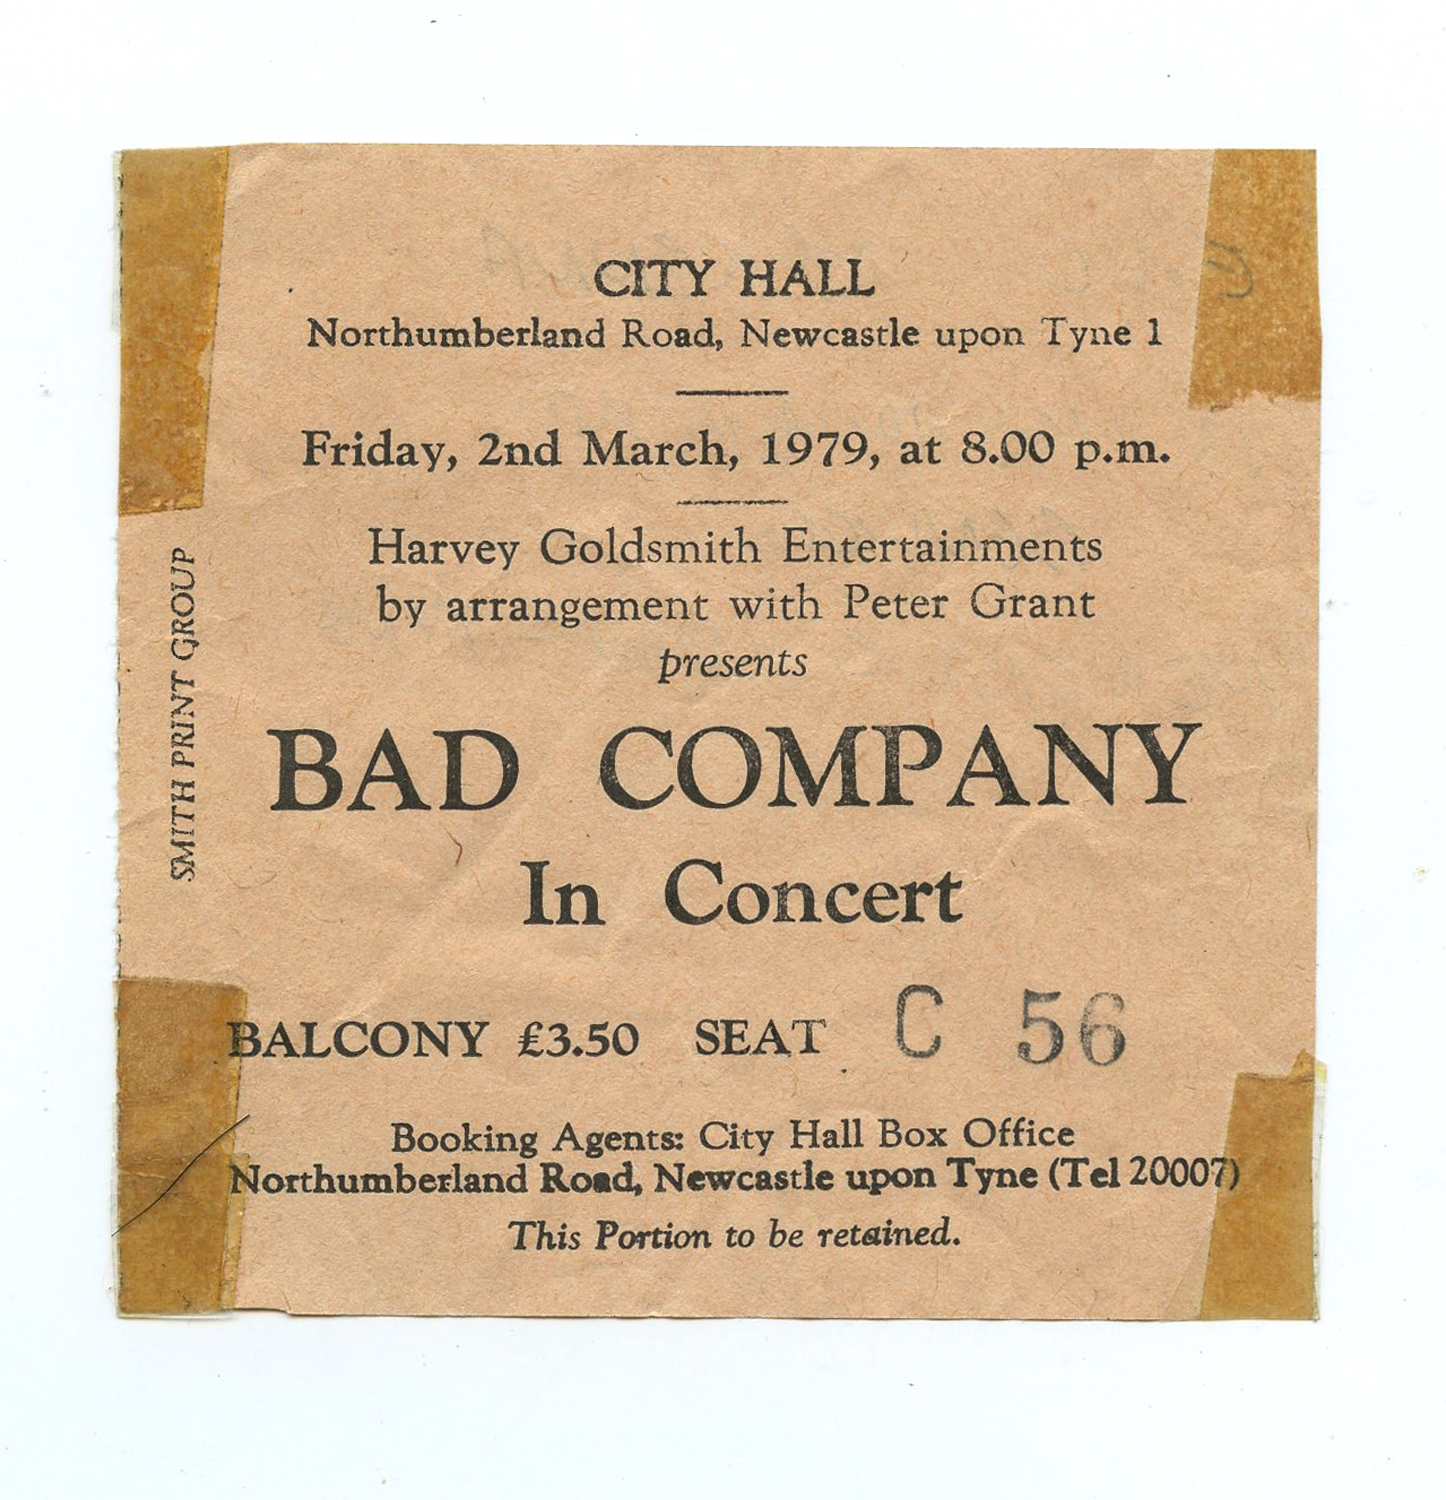 CITY HALL
Northumberland Road, Newcastle upon Tyne 1
Friday, 2nd March, 1979, at 8.00 p.m.
Harvey Goldsmith Entertainments
by arrangement with Peter Grant
presents
BAD COMPANY
In Concert
BALCONY £3.50 SEAT C 56
Booking Agents: City Hall Box Office
Northumberland Road, Newcastle upon Tyne (Tel 20007)
This Portion to be retained.
SMITH PRINT GROUP